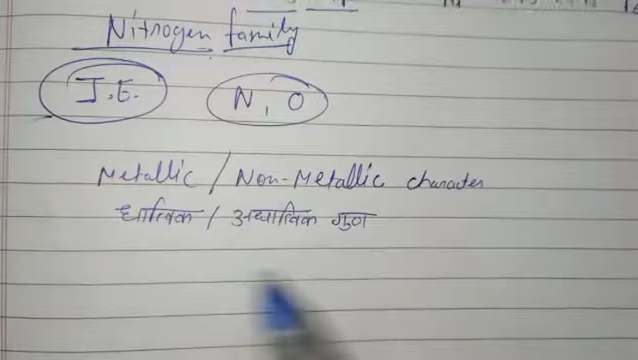 Nitrogen family
I.E. N, O
Metallic / Non-Metallic character
धात्विक / अधात्विक गुण